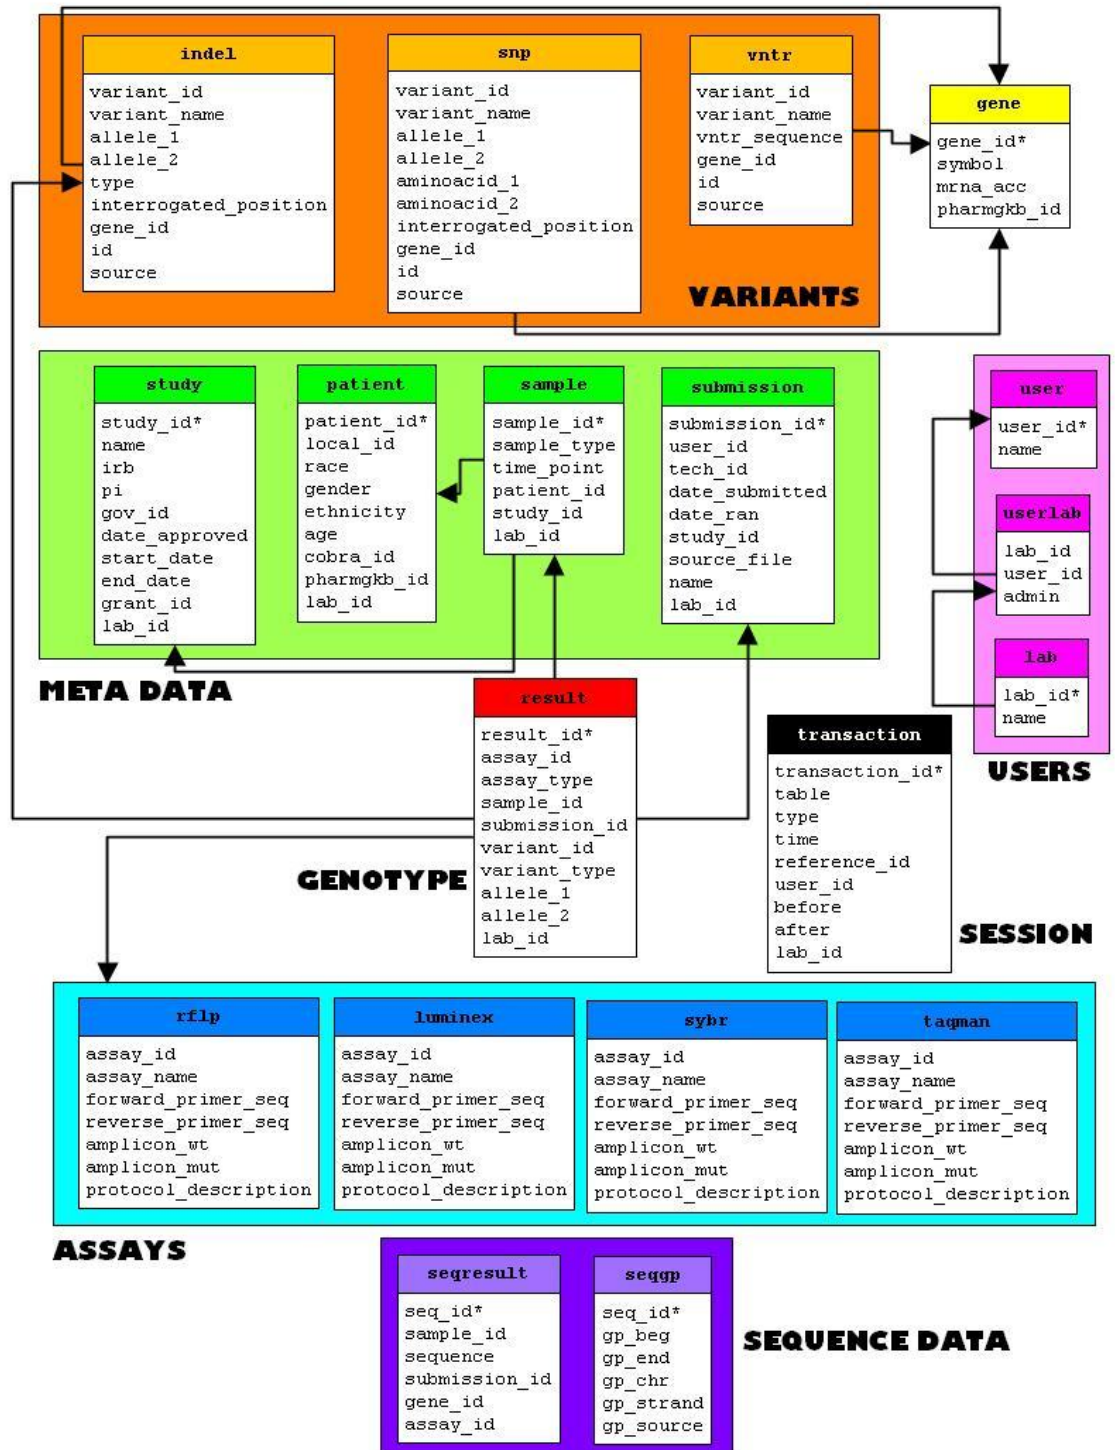 indel
variant_id
variant_name
allele_1
allele_2
type
interrogated_position
gene_id
id
source
snp
variant_id
variant_name
allele_1
allele_2
aminoacid_1
aminoacid_2
interrogated_position
gene_id
id
source
vntr
variant_id
variant_name
vntr_sequence
gene_id
id
source
VARIANTS
gene
gene_id*
symbol
mrna_acc
pharmgkb_id
study
study_id*
name
irb
pi
gov_id
date_approved
start_date
end_date
grant_id
lab_id
patient
patient_id*
local_id
race
gender
ethnicity
age
cobra_id
pharmgkb_id
lab_id
sample
sample_id*
sample_type
time_point
patient_id
study_id
lab_id
submission
submission_id*
user_id
tech_id
date_submitted
date_ran
study_id
source_file
name
lab_id
META DATA
user
user_id*
name
userlab
lab_id
user_id
admin
lab
lab_id*
name
USERS
result
result_id*
assay_id
assay_type
sample_id
submission_id
variant_id
variant_type
allele_1
allele_2
lab_id
GENOTYPE
transaction
transaction_id*
table
type
time
reference_id
user_id
before
after
lab_id
SESSION
rflp
assay_id
assay_name
forward_primer_seq
reverse_primer_seq
amplicon_wt
amplicon_mut
protocol_description
luminex
assay_id
assay_name
forward_primer_seq
reverse_primer_seq
amplicon_wt
amplicon_mut
protocol_description
sybr
assay_id
assay_name
forward_primer_seq
reverse_primer_seq
amplicon_wt
amplicon_mut
protocol_description
taqman
assay_id
assay_name
forward_primer_seq
reverse_primer_seq
amplicon_wt
amplicon_mut
protocol_description
ASSAYS
seqresult
seq_id*
sample_id
sequence
submission_id
gene_id
assay_id
seqgp
seq_id*
gp_beg
gp_end
gp_chr
gp_strand
gp_source
SEQUENCE DATA